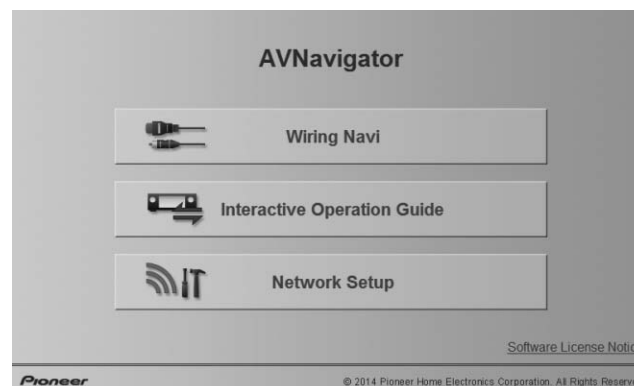 AVNavigator
Wiring Navi
Interactive Operation Guide
Network Setup
Software License Notic
Pioneer
© 2014 Pioneer Home Electronics Corporation. All Rights Reserve